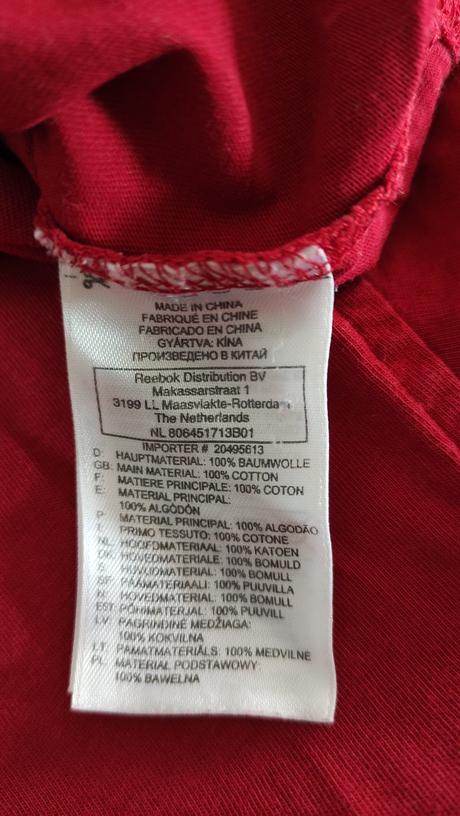 MADE IN CHINA
FABRIQUÉ EN CHINE
FABRICADO EN CHINA
GYÁRTVA: KÍNA
ПРОИЗВЕДЕНО В КИТАЙ
Reebok Distribution BV
Makassarstraat 1
3199 LL Maasvlakte-Rotterdam
The Netherlands
NL 806451713B01
IMPORTER # 20495613
D: HAUPTMATERIAL: 100% BAUMWOLLE
GB: MAIN MATERIAL: 100% COTTON
F: MATIERE PRINCIPALE: 100% COTON
E: MATERIAL PRINCIPAL:
100% ALGÓDÓN
P: MATERIAL PRINCIPAL: 100% ALGODÃO
I: PRIMO TESSUTO: 100% COTONE
NL: HOOFDMATERIAAL: 100% KATOEN
DK: HOVEDMATERIALE: 100% BOMULD
S: HUVUDMATERIAL: 100% BOMULL
SF: PÄÄMATERIAALI: 100% PUUVILLA
N: HOVEDMATERIAL: 100% BOMULL
EST: PÕHIMATERJAL: 100% PUUVILL
LV: PAGRINDINĖ MEDŽIAGA:
100% KOKVILNA
LT: PAMATMATERIĀLS: 100% MEDVILNE
PL: MATERIAŁ PODSTAWOWY:
100% BAWEŁNA